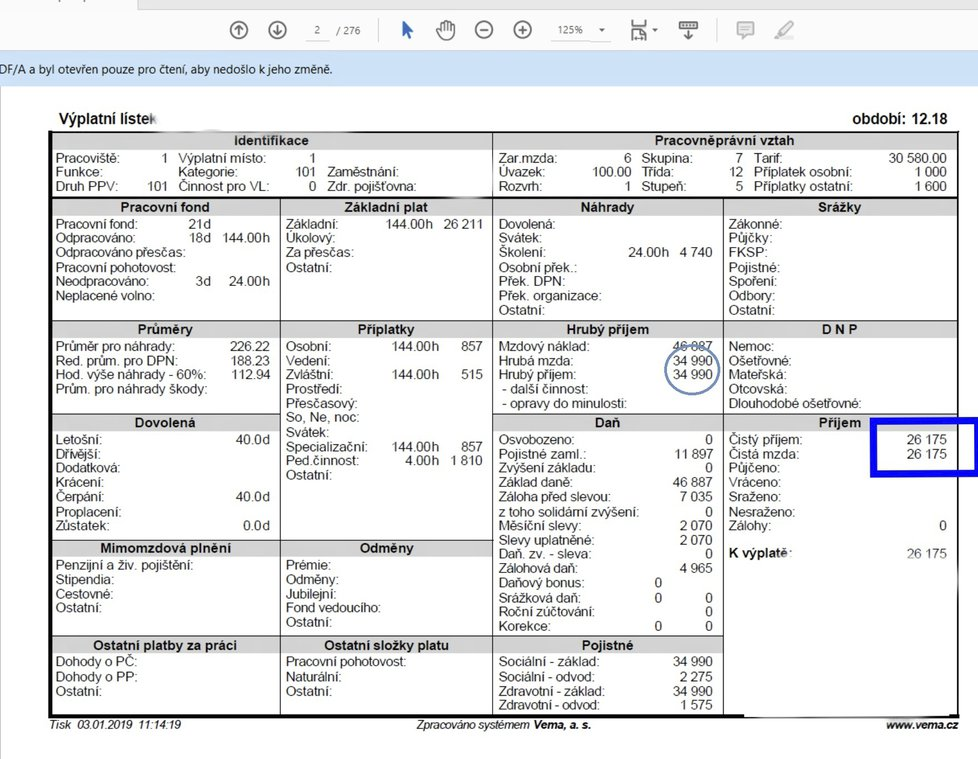 2 / 276 125%
DF/A a byl otevřen pouze pro čtení, aby nedošlo k jeho změně.
Výplatní lístek období: 12.18
Identifikace
Pracoviště: 1 Výplatní místo: 1
Funkce: Kategorie: 101 Zaměstnání:
Druh PPV: 101 Činnost pro VL: 0 Zdr. pojišťovna:
Pracovněprávní vztah
Zar.mzda: 6 Skupina: 7 Tarif: 30 580.00
Úvazek: 100.00 Třída: 12 Příplatek osobní: 1 000
Rozvrh: 1 Stupeň: 5 Příplatky ostatní: 1 600
Pracovní fond
Pracovní fond: 21d
Odpracováno: 18d 144.00h
Odpracováno přesčas:
Pracovní pohotovost:
Neodpracováno: 3d 24.00h
Neplacené volno:
Základní plat
Základní: 144.00h 26 211
Úkolový:
Za přesčas:
Ostatní:
Náhrady
Dovolená:
Svátek:
Školení: 24.00h 4 740
Osobní přek.:
Přek. DPN:
Přek. organizace:
Ostatní:
Srážky
Zákonné:
Půjčky:
FKSP:
Pojistné:
Spoření:
Odbory:
Ostatní:
Průměry
Průměr pro náhrady: 226.22
Red. prům. pro DPN: 188.23
Hod. výše náhrady - 60%: 112.94
Prům. pro náhrady škody:
Příplatky
Osobní: 144.00h 857
Vedení:
Zvláštní: 144.00h 515
Prostředí:
Přesčasový:
So, Ne, noc:
Svátek:
Specializační: 144.00h 857
Ped.činnost: 4.00h 1 810
Ostatní:
Hrubý příjem
Mzdový náklad: 46 887
Hrubá mzda: 34 990
Hrubý příjem: 34 990
- další činnost:
- opravy do minulosti:
D N P
Nemoc:
Ošetřovné:
Mateřská:
Otcovská:
Dlouhodobé ošetřovné:
Dovolená
Letošní: 40.0d
Dřívější:
Dodatková:
Krácení:
Čerpání: 40.0d
Proplacení:
Zůstatek: 0.0d
Daň
Osvobozeno: 0
Pojistné zaml.: 11 897
Zvýšení základu: 0
Základ daně: 46 887
Záloha před slevou: 7 035
z toho solidární zvýšení: 0
Měsíční slevy: 2 070
Slevy uplatněné: 2 070
Daň. zv. - sleva: 0
Zálohová daň: 4 965
Daňový bonus: 0
Srážková daň: 0 0
Roční zúčtování: 0
Korekce: 0 0
Příjem
Čistý příjem: 26 175
Čistá mzda: 26 175
Půjčeno:
Vráceno:
Sraženo:
Nesraženo:
Zálohy: 0
K výplatě: 26 175
Mimomzdová plnění
Penzijní a živ. pojištění:
Stipendia:
Cestovné:
Ostatní:
Odměny
Prémie:
Odměny:
Jubilejní:
Fond vedoucího:
Ostatní:
Ostatní platby za práci
Dohody o PČ:
Dohody o PP:
Ostatní:
Ostatní složky platu
Pracovní pohotovost:
Naturální:
Ostatní:
Pojistné
Sociální - základ: 34 990
Sociální - odvod: 2 275
Zdravotní - základ: 34 990
Zdravotní - odvod: 1 575
Tisk 03.01.2019 11:14:19 Zpracováno systémem Vema, a. s. www.vema.cz